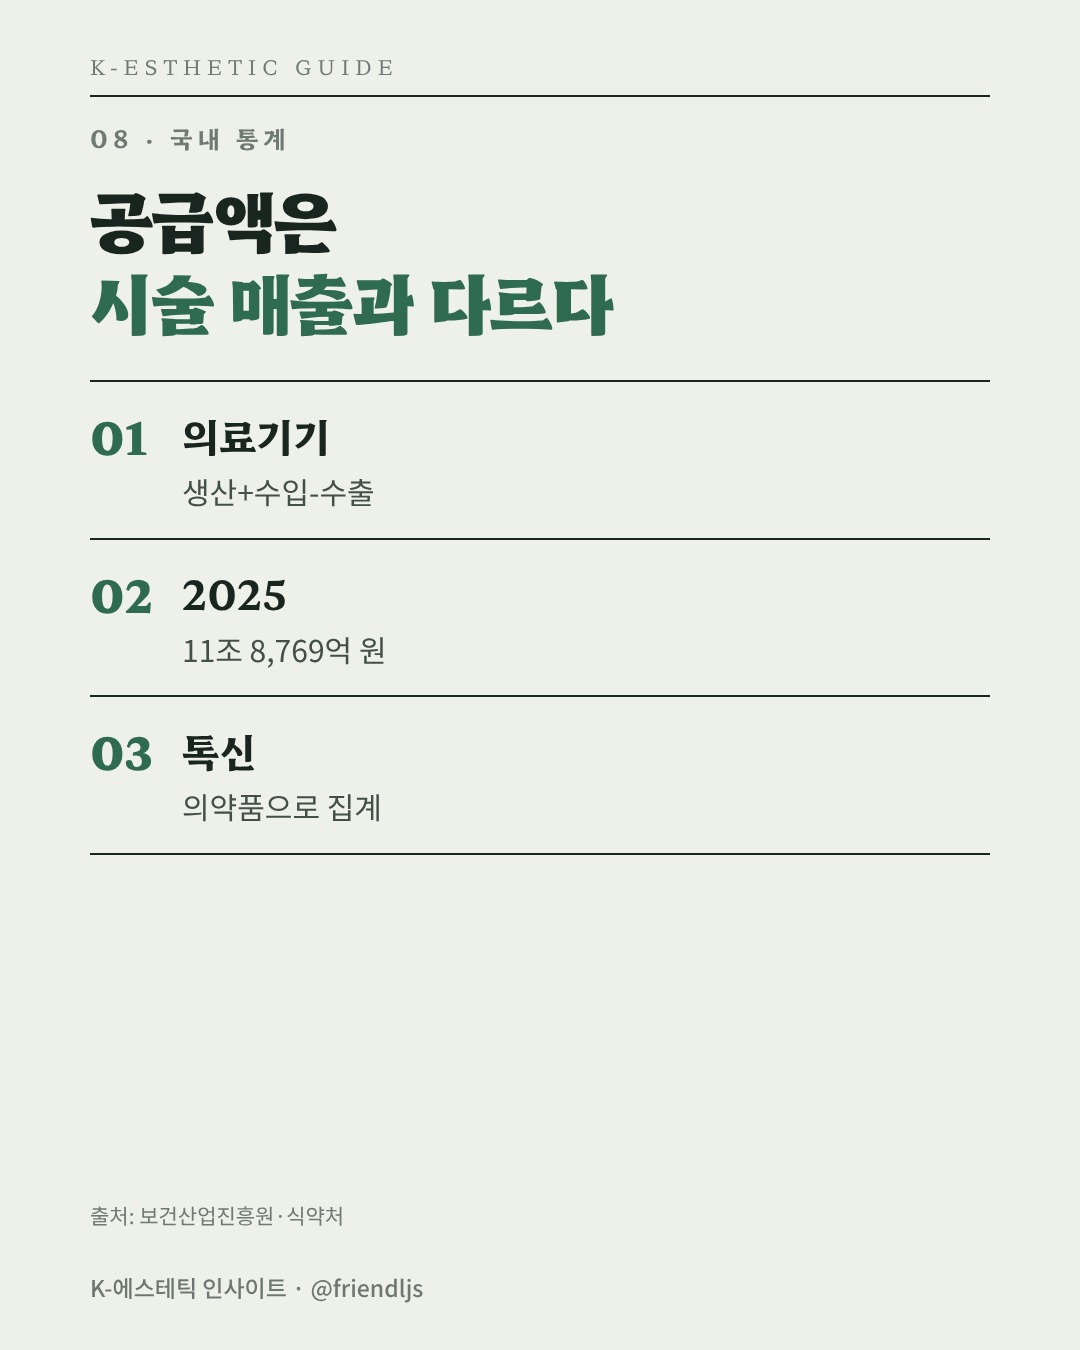 K-ESTHETIC GUIDE
08 · 국내 통계
공급액은
시술 매출과 다르다
01 의료기기
생산+수입-수출
02 2025
11조 8,769억 원
03 톡신
의약품으로 집계
출처: 보건산업진흥원·식약처
K-에스테틱 인사이트 · @friendljs